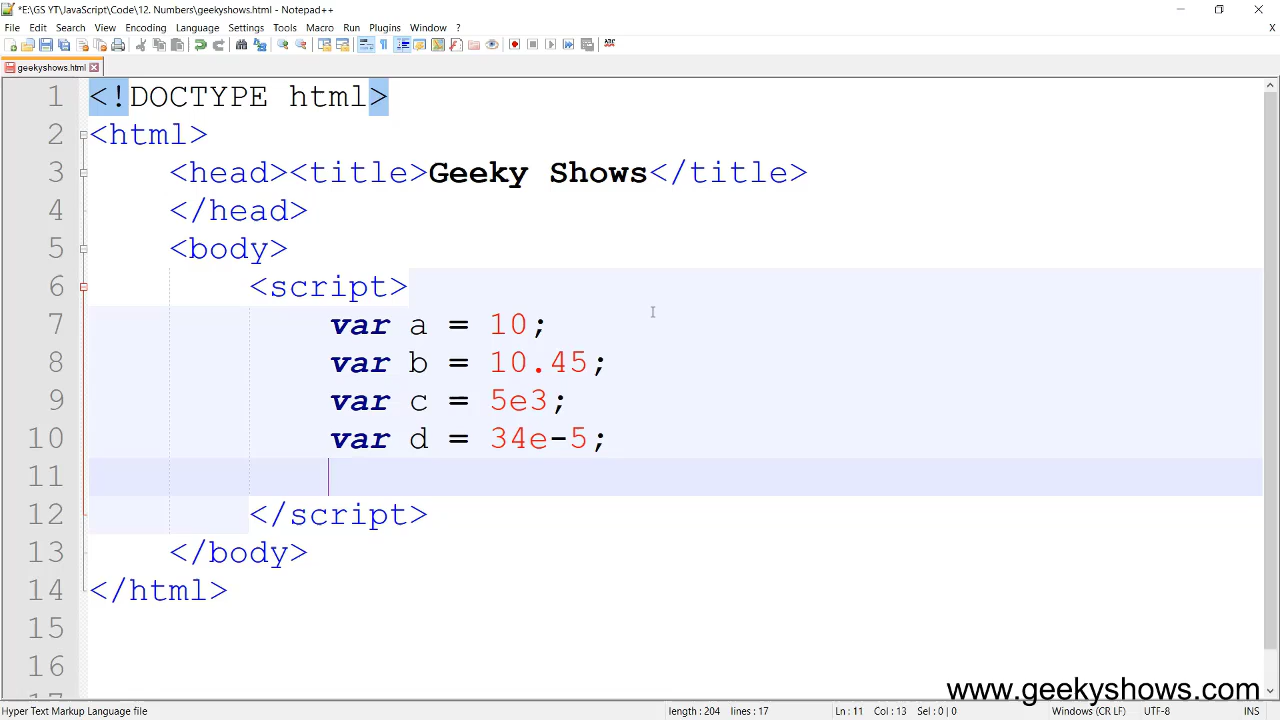 *E:\GS YT\JavaScript\Code\12. Numbers\geekyshows.html - Notepad++
File Edit Search View Encoding Language Settings Tools Macro Run Plugins Window ? X
geekyshows.html
1 <!DOCTYPE html>
2 <html>
3 <head><title>Geeky Shows</title>
4 </head>
5 <body>
6 <script>
7 var a = 10;
8 var b = 10.45;
9 var c = 5e3;
10 var d = 34e-5;
11
12 </script>
13 </body>
14 </html>
15
16
17
www.geekyshows.com
Hyper Text Markup Language file length : 204 lines : 17 Ln : 11 Col : 13 Sel : 0 | 0 Windows (CR LF) UTF-8 INS